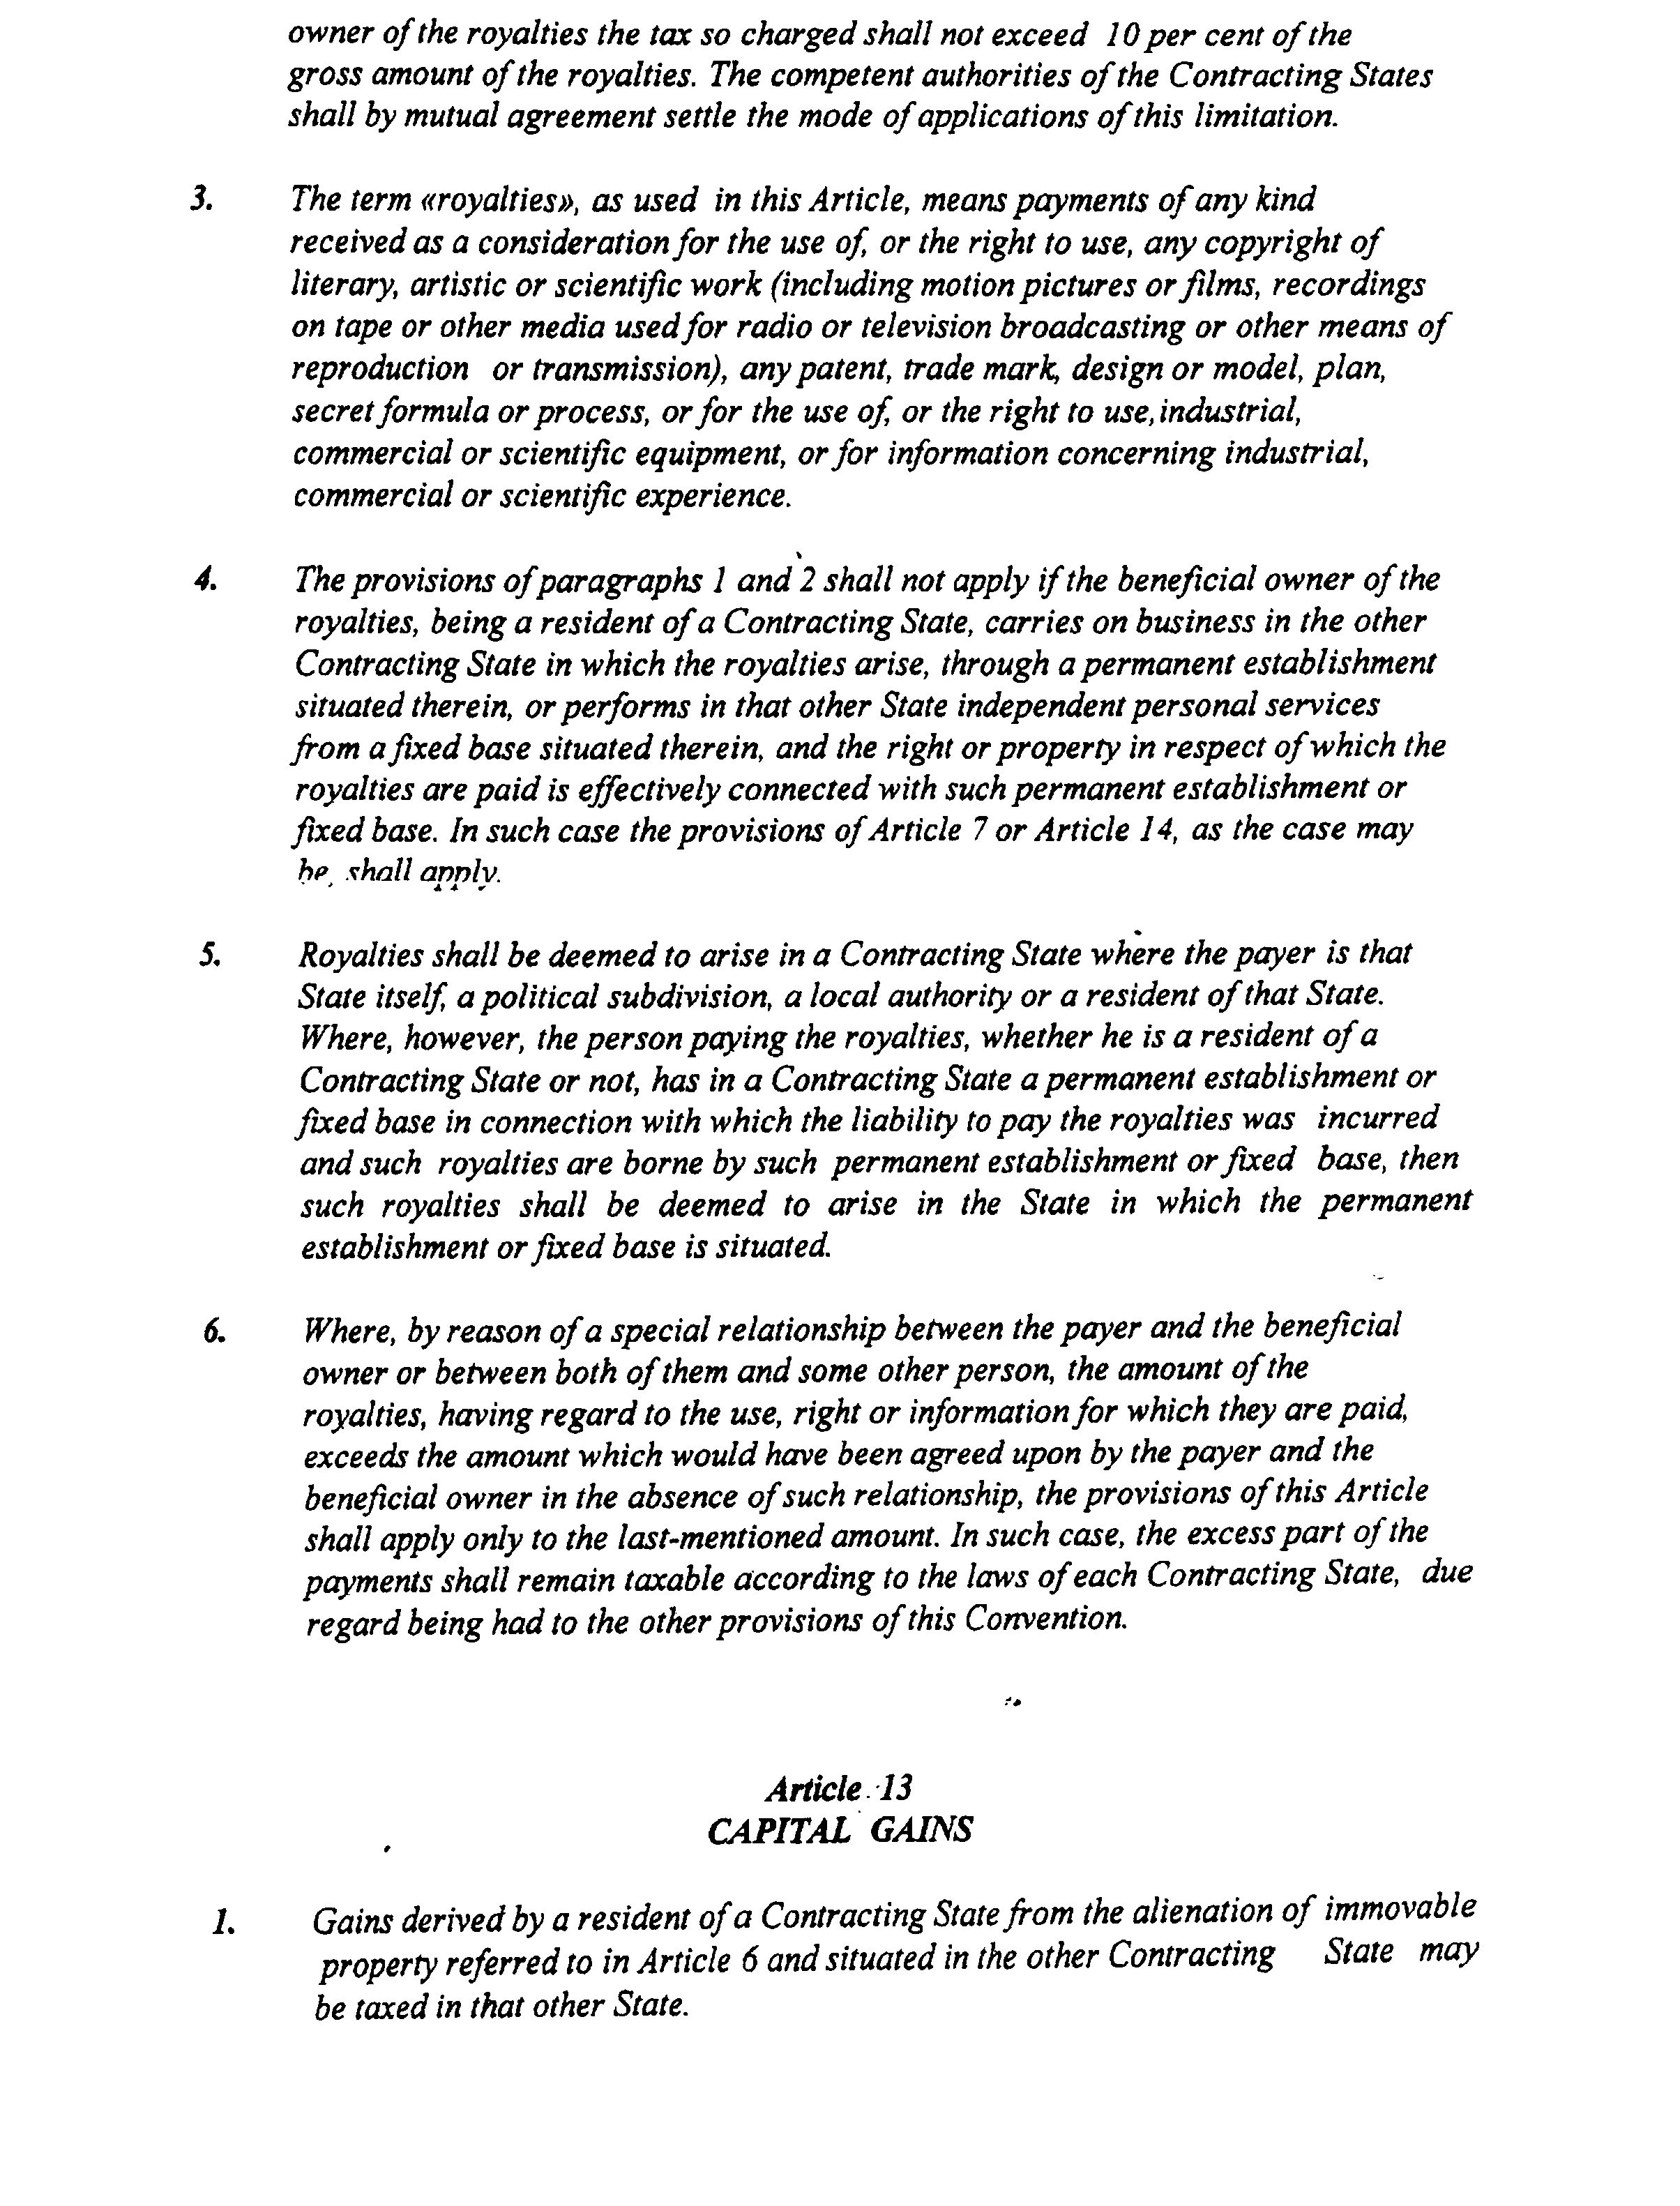 owner of the royalties the tax so charged shall not exceed 10 per cent of the
gross amount of the royalties. The competent authorities of the Contracting States
shall by mutual agreement settle the mode of applications of this limitation.
3. The term «royalties», as used in this Article, means payments of any kind
received as a consideration for the use of, or the right to use, any copyright of
literary, artistic or scientific work (including motion pictures or films, recordings
on tape or other media used for radio or television broadcasting or other means of
reproduction or transmission), any patent, trade mark, design or model, plan,
secret formula or process, or for the use of, or the right to use, industrial,
commercial or scientific equipment, or for information concerning industrial,
commercial or scientific experience.
4. The provisions of paragraphs 1 and 2 shall not apply if the beneficial owner of the
royalties, being a resident of a Contracting State, carries on business in the other
Contracting State in which the royalties arise, through a permanent establishment
situated therein, or performs in that other State independent personal services
from a fixed base situated therein, and the right or property in respect of which the
royalties are paid is effectively connected with such permanent establishment or
fixed base. In such case the provisions of Article 7 or Article 14, as the case may
be, shall apply.
5. Royalties shall be deemed to arise in a Contracting State where the payer is that
State itself, a political subdivision, a local authority or a resident of that State.
Where, however, the person paying the royalties, whether he is a resident of a
Contracting State or not, has in a Contracting State a permanent establishment or
fixed base in connection with which the liability to pay the royalties was incurred
and such royalties are borne by such permanent establishment or fixed base, then
such royalties shall be deemed to arise in the State in which the permanent
establishment or fixed base is situated.
6. Where, by reason of a special relationship between the payer and the beneficial
owner or between both of them and some other person, the amount of the
royalties, having regard to the use, right or information for which they are paid,
exceeds the amount which would have been agreed upon by the payer and the
beneficial owner in the absence of such relationship, the provisions of this Article
shall apply only to the last-mentioned amount. In such case, the excess part of the
payments shall remain taxable according to the laws of each Contracting State, due
regard being had to the other provisions of this Convention.
Article 13
CAPITAL GAINS
1. Gains derived by a resident of a Contracting State from the alienation of immovable
property referred to in Article 6 and situated in the other Contracting State may
be taxed in that other State.